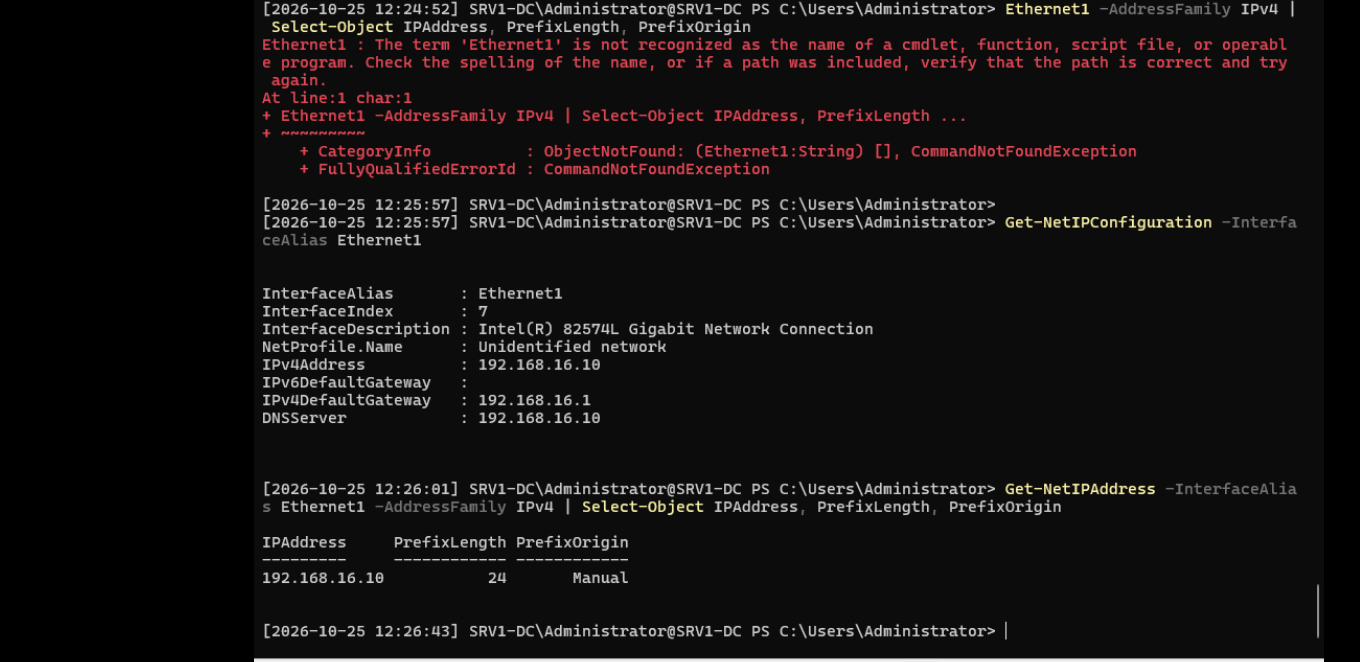 [2026-10-25 12:24:52] SRV1-DC\Administrator@SRV1-DC PS C:\Users\Administrator> Ethernet1 -AddressFamily IPv4 |
 Select-Object IPAddress, PrefixLength, PrefixOrigin
Ethernet1 : The term 'Ethernet1' is not recognized as the name of a cmdlet, function, script file, or operabl
e program. Check the spelling of the name, or if a path was included, verify that the path is correct and try
 again.
At line:1 char:1
+ Ethernet1 -AddressFamily IPv4 | Select-Object IPAddress, PrefixLength ...
+ ~~~~~~~~~
    + CategoryInfo          : ObjectNotFound: (Ethernet1:String) [], CommandNotFoundException
    + FullyQualifiedErrorId : CommandNotFoundException
[2026-10-25 12:25:57] SRV1-DC\Administrator@SRV1-DC PS C:\Users\Administrator>
[2026-10-25 12:25:57] SRV1-DC\Administrator@SRV1-DC PS C:\Users\Administrator> Get-NetIPConfiguration -Interfa
ceAlias Ethernet1
InterfaceAlias       : Ethernet1
InterfaceIndex       : 7
InterfaceDescription : Intel(R) 82574L Gigabit Network Connection
NetProfile.Name      : Unidentified network
IPv4Address          : 192.168.16.10
IPv6DefaultGateway   :
IPv4DefaultGateway   : 192.168.16.1
DNSServer            : 192.168.16.10
[2026-10-25 12:26:01] SRV1-DC\Administrator@SRV1-DC PS C:\Users\Administrator> Get-NetIPAddress -InterfaceAlia
s Ethernet1 -AddressFamily IPv4 | Select-Object IPAddress, PrefixLength, PrefixOrigin
IPAddress     PrefixLength PrefixOrigin
---------     ------------ ------------
192.168.16.10           24       Manual
[2026-10-25 12:26:43] SRV1-DC\Administrator@SRV1-DC PS C:\Users\Administrator>